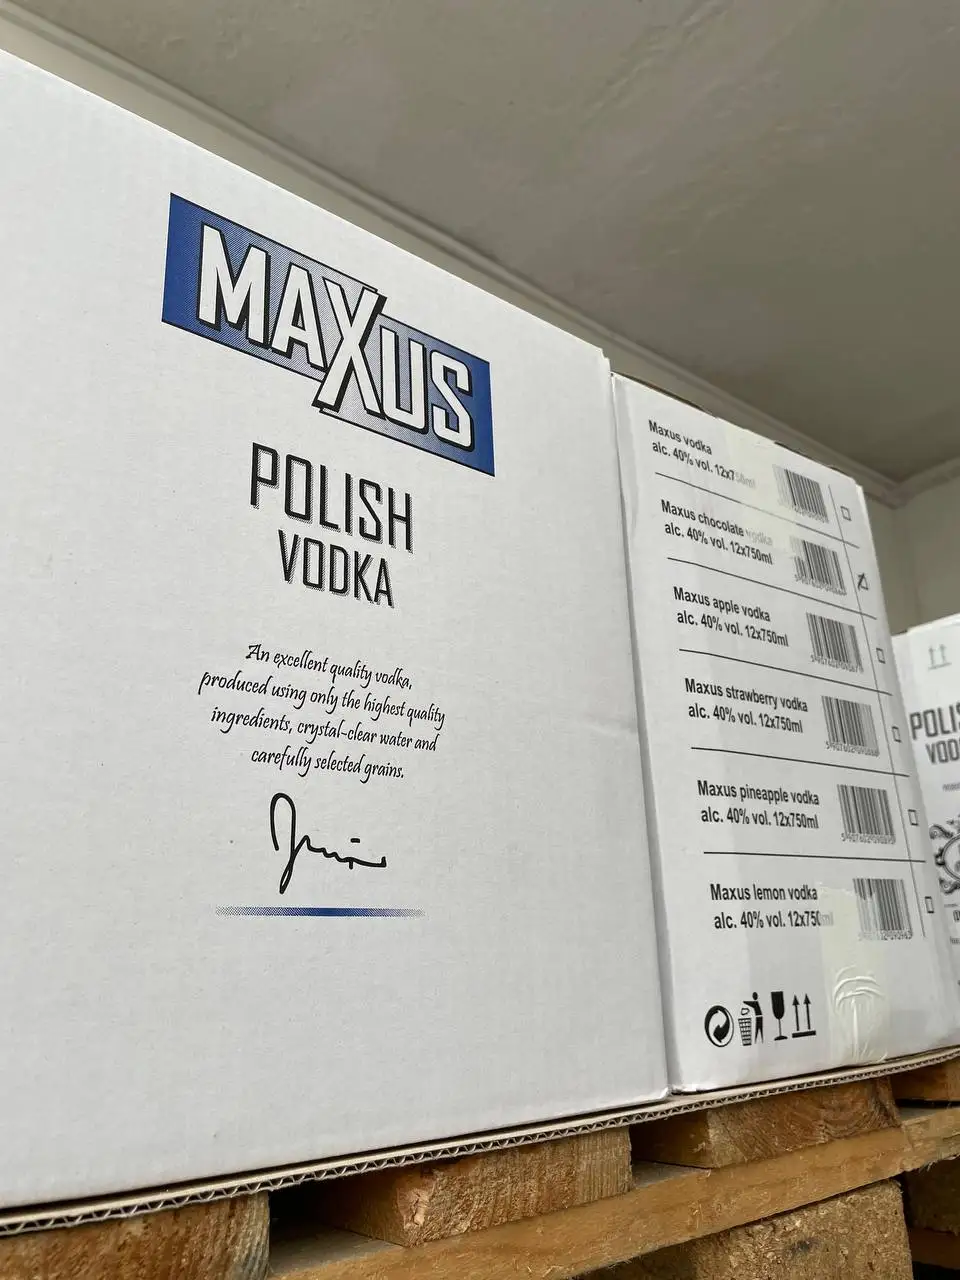 MAXUS
POLISH
VODKA
An excellent quality vodka,
produced using only the highest quality
ingredients, crystal-clear water and
carefully selected grains.
Maxus vodka
alc. 40% vol. 12x750ml
Maxus chocolate vodka
alc. 40% vol. 12x750ml
Maxus apple vodka
alc. 40% vol. 12x750ml
Maxus strawberry vodka
alc. 40% vol. 12x750ml
Maxus pineapple vodka
alc. 40% vol. 12x750ml
Maxus lemon vodka
alc. 40% vol. 12x750ml